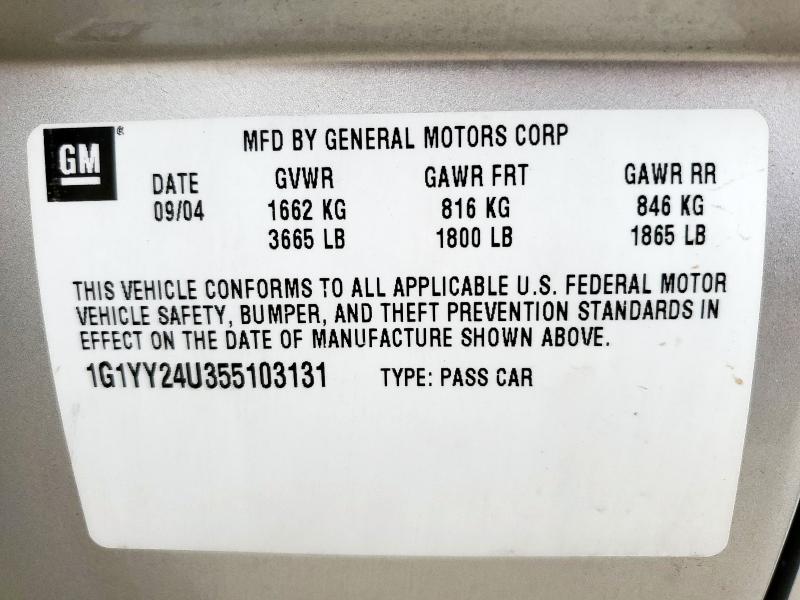 GM ®
MFD BY GENERAL MOTORS CORP
DATE GVWR GAWR FRT GAWR RR
09/04 1662 KG 816 KG 846 KG
3665 LB 1800 LB 1865 LB
THIS VEHICLE CONFORMS TO ALL APPLICABLE U.S. FEDERAL MOTOR
VEHICLE SAFETY, BUMPER, AND THEFT PREVENTION STANDARDS IN
EFFECT ON THE DATE OF MANUFACTURE SHOWN ABOVE.
1G1YY24U355103131 TYPE: PASS CAR